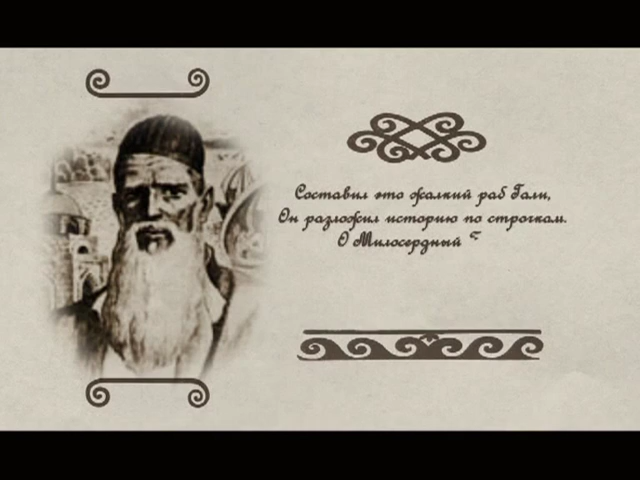 Составил это жалкий раб Гали,
Он разложил историю по строчкам.
О Милосердный